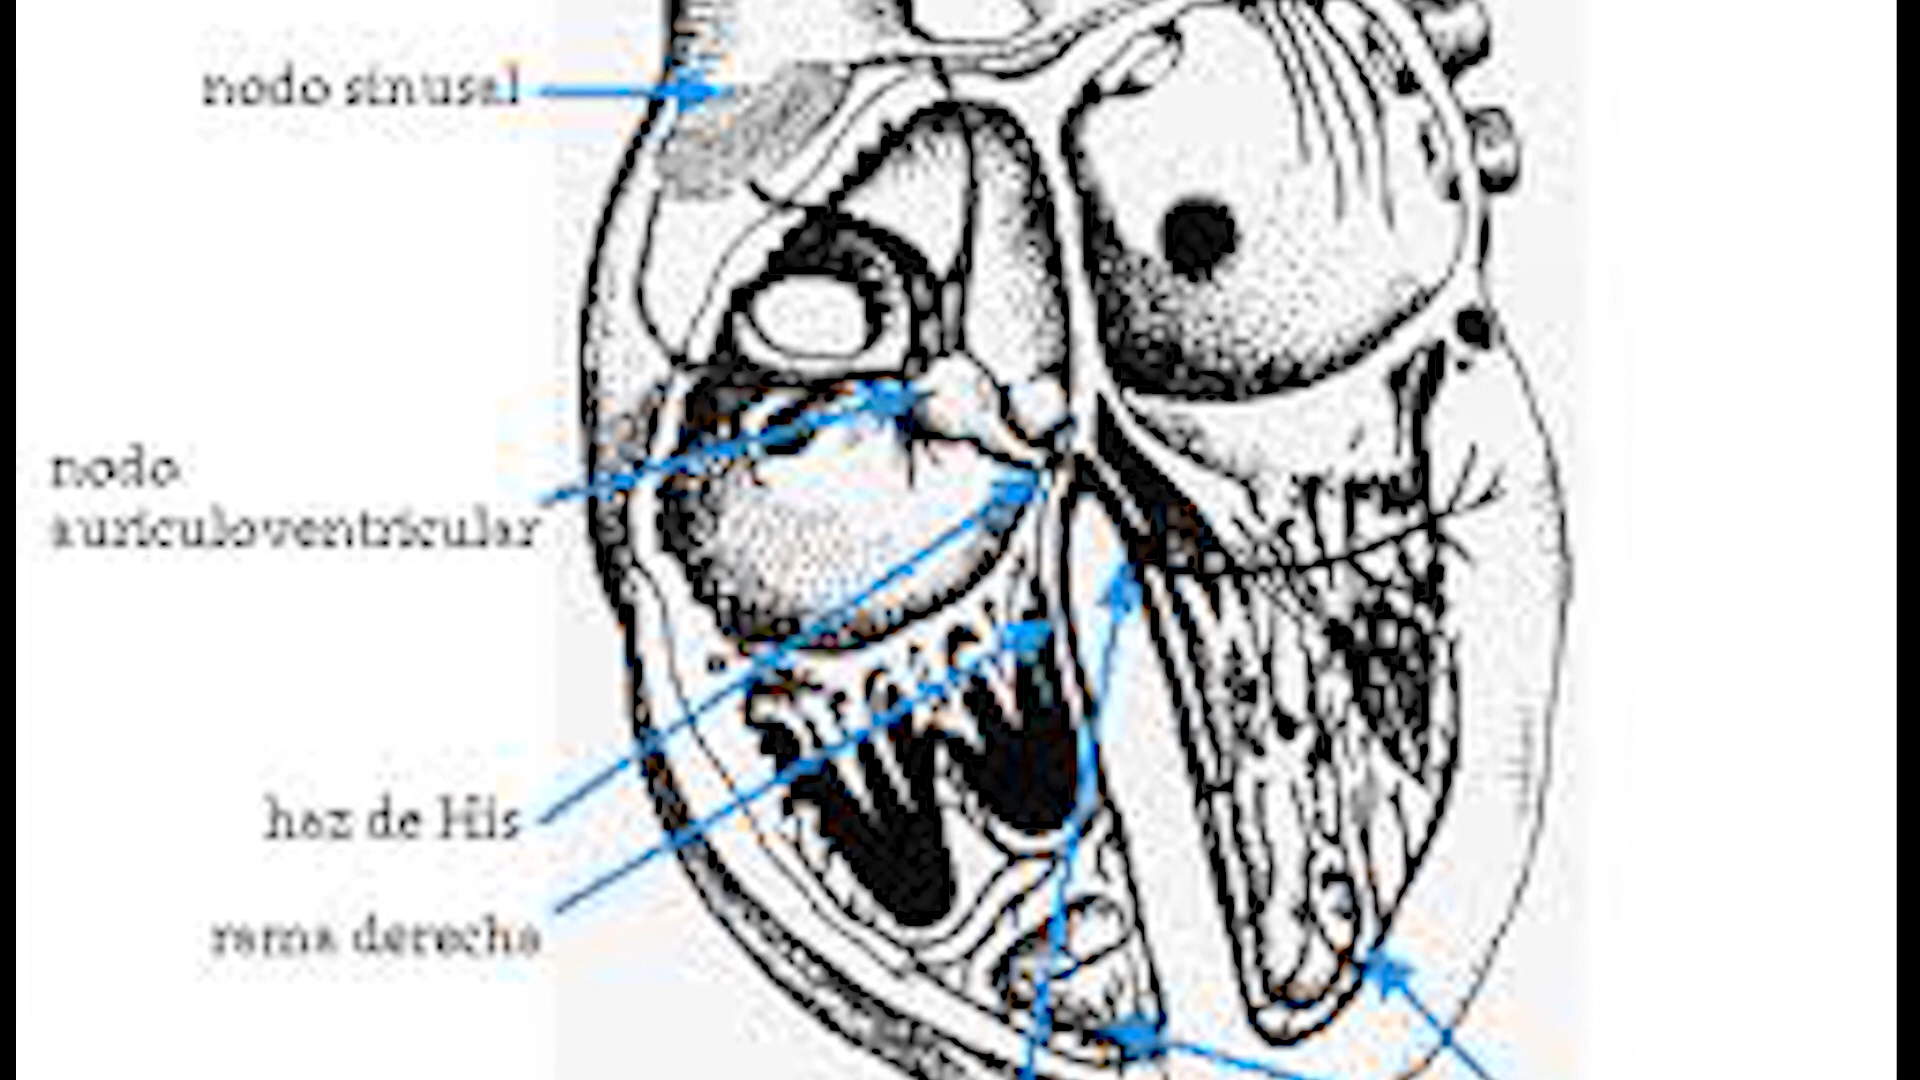 nodo sinusal
nodo
auriculoventricular
haz de His
rama derecha